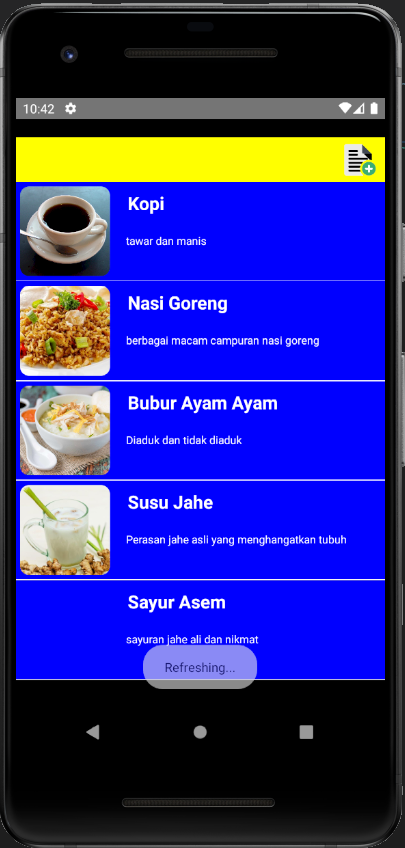 10:42
Kopi
tawar dan manis
Nasi Goreng
berbagai macam campuran nasi goreng
Bubur Ayam Ayam
Diaduk dan tidak diaduk
Susu Jahe
Perasan jahe asli yang menghangatkan tubuh
Sayur Asem
sayuran jahe ali dan nikmat
Refreshing...